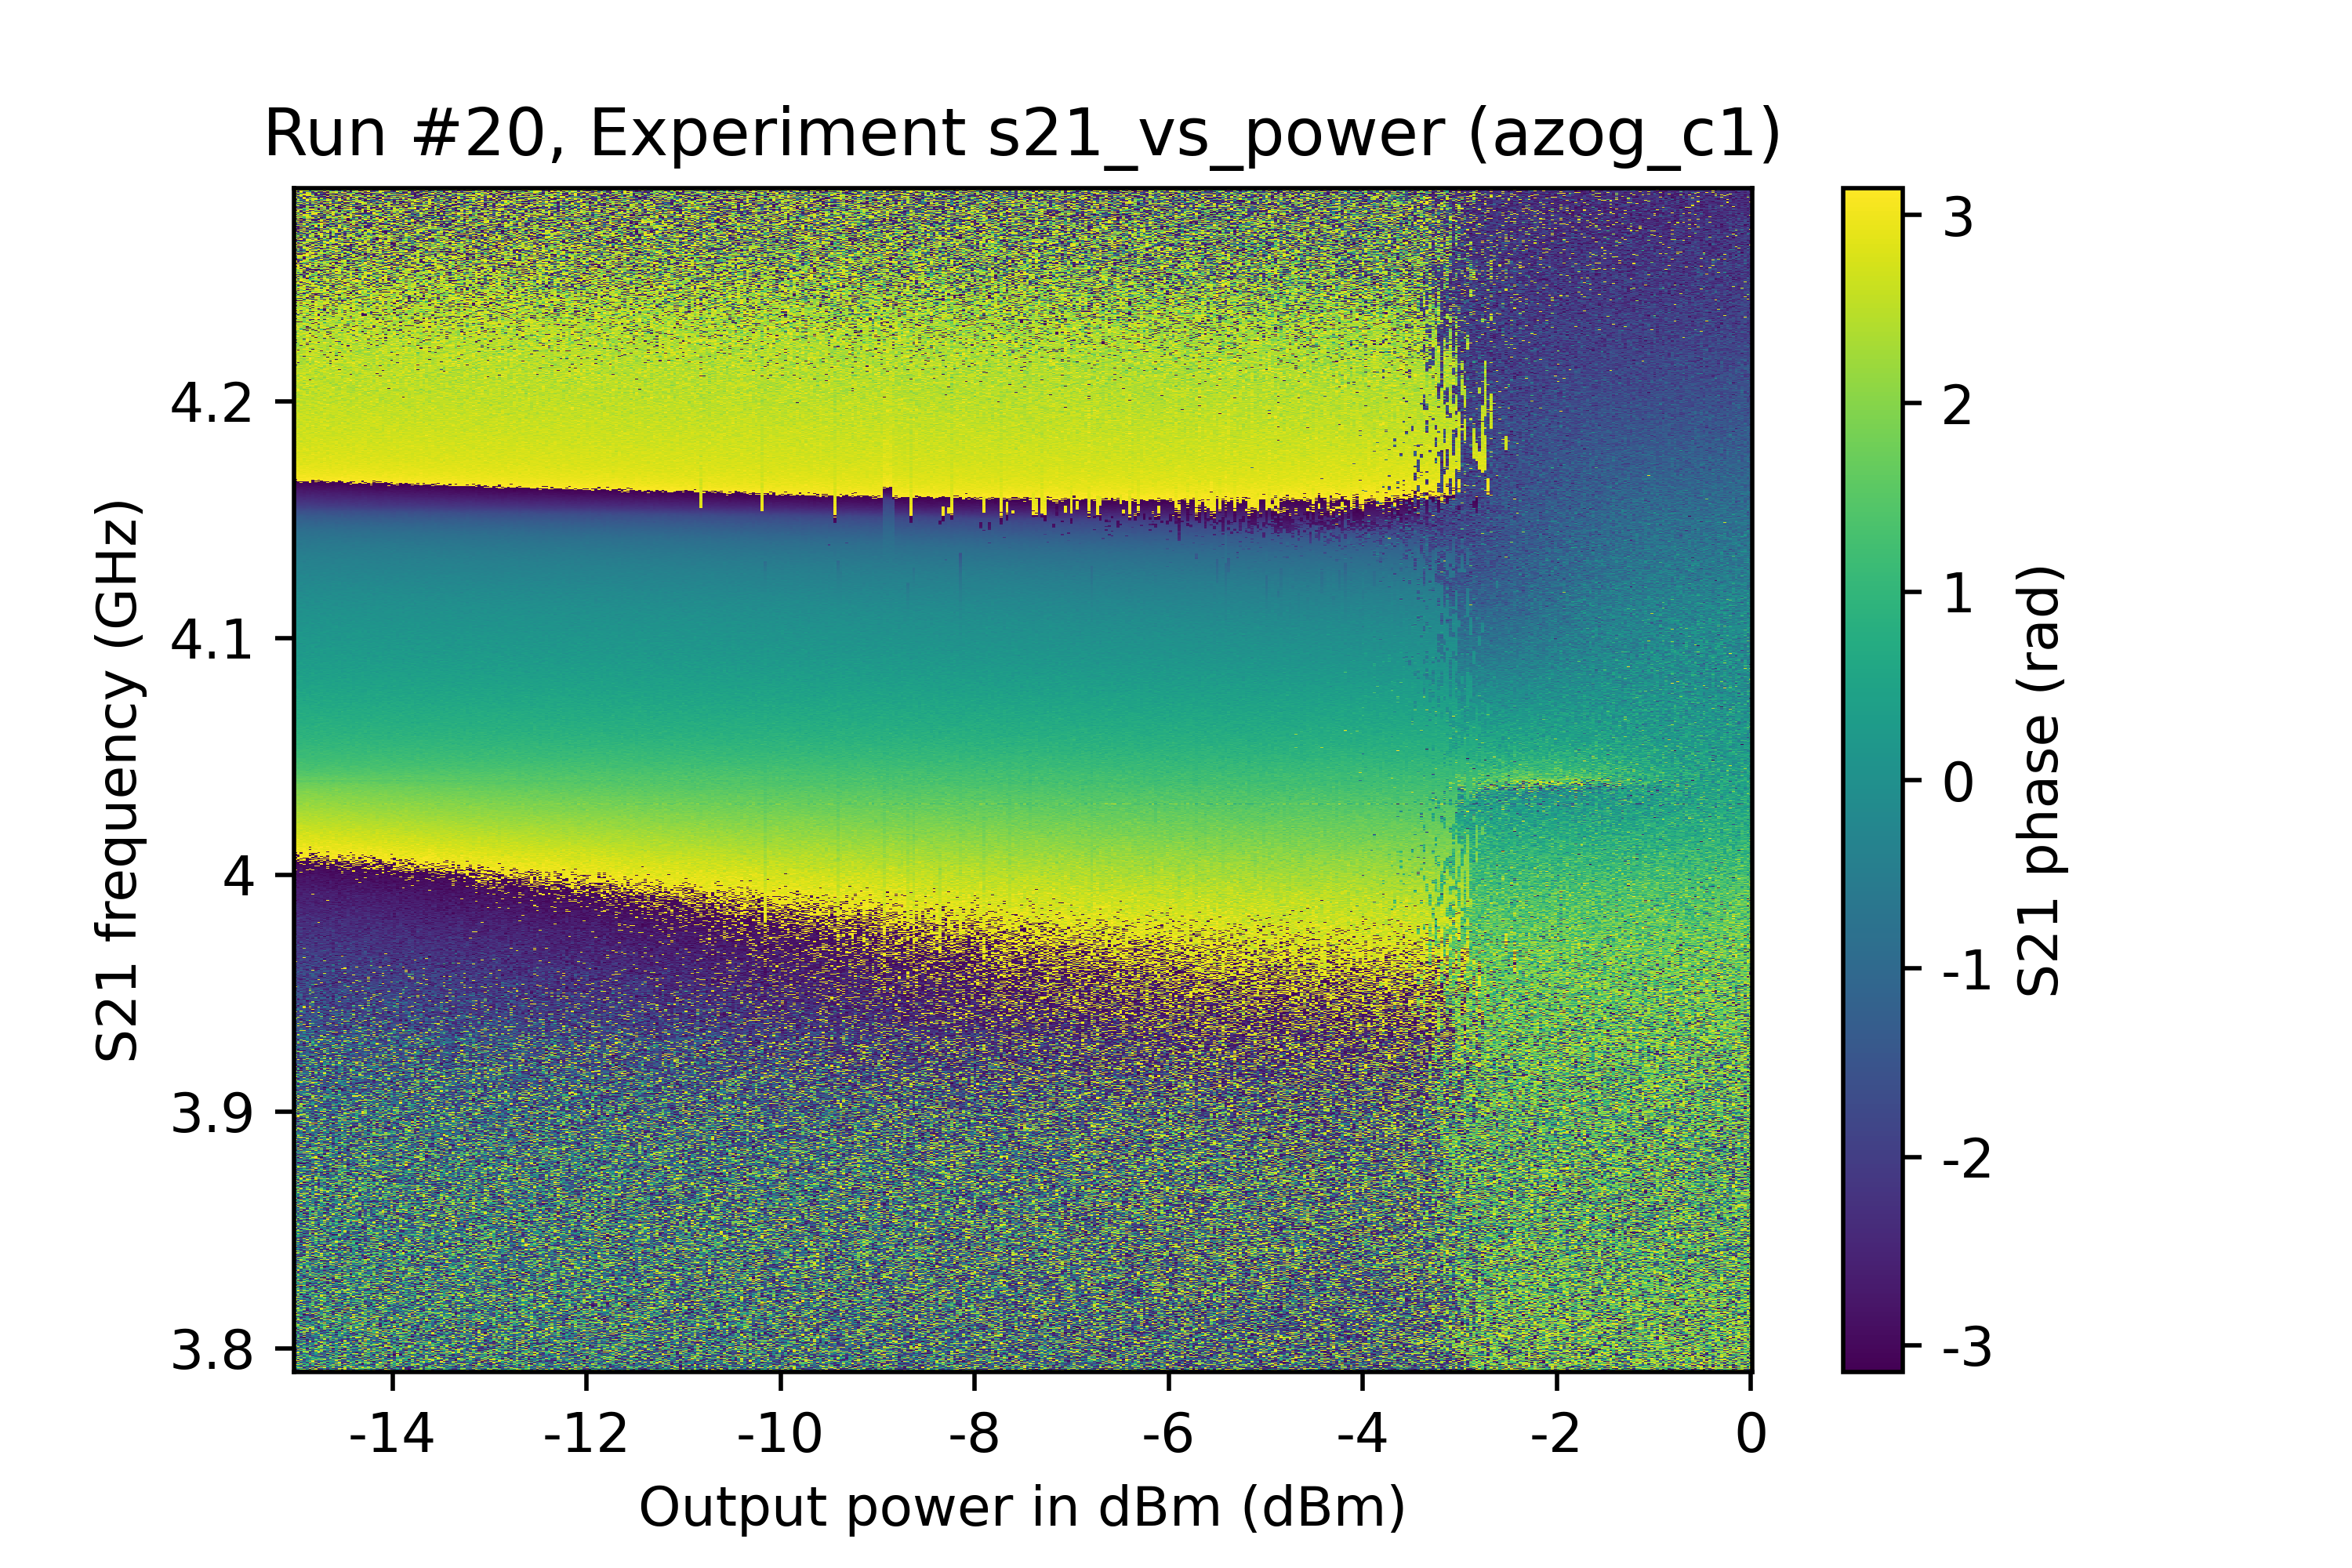 Run #20, Experiment s21_vs_power (azog_c1)
S21 frequency (GHz)
4.2
4.1
4
3.9
3.8
-14 -12 -10 -8 -6 -4 -2 0
Output power in dBm (dBm)
3
2
1
0
-1
-2
-3
S21 phase (rad)